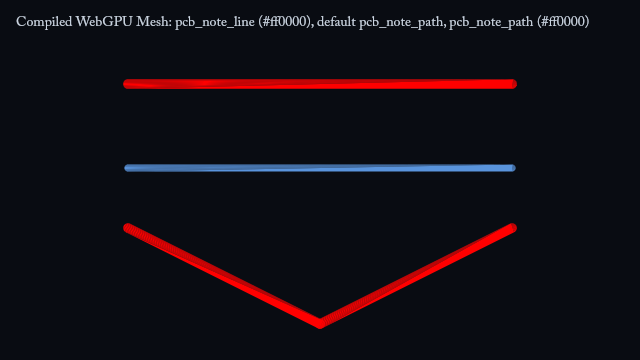 Compiled WebGPU Mesh: pcb_note_line (#ff0000), default pcb_note_path, pcb_note_path (#ff0000)